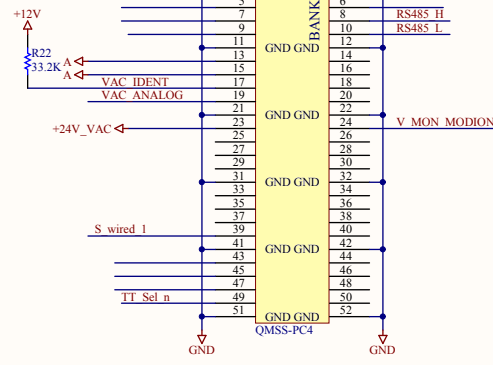 5 6
+12V 7 8 RS485_H
9 10 RS485_L
11 GND GND 12
R22 A 13 14
33.2K A 15 16
VAC_IDENT 17 18
VAC_ANALOG 19 20
21 GND GND 22
+24V_VAC 23 24 V_MON_MODION
25 26
27 28
29 30
31 GND GND 32
33 34
35 36
37 38
S_wired_1 39 40
41 GND GND 42
43 44
45 46
47 48
TT_Sel_n 49 50
51 GND GND 52
BANK
QMSS-PC4
GND GND